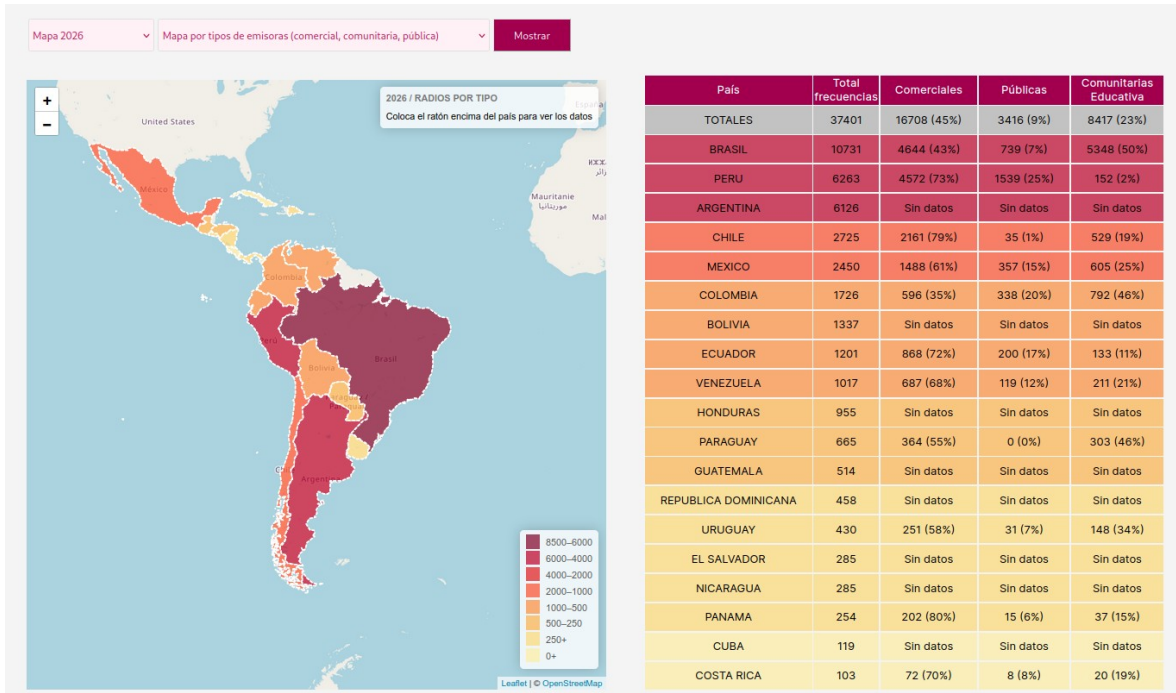 Mapa 2026
Mapa por tipos de emisoras (comercial, comunitaria, pública)
Mostrar
+
−
2026 / RADIOS POR TIPO
Coloca el ratón encima del país para ver los datos
United States
México
Mauritanie
موريتانيا
Mal
Colombia
Perú
Brasil
Bolivia
Argentina
8500–6000
6000–4000
4000–2000
2000–1000
1000–500
500–250
250+
0+
Leaflet | © OpenStreetMap
País Total frecuencias Comerciales Públicas Comunitarias Educativa
TOTALES 37401 16708 (45%) 3416 (9%) 8417 (23%)
BRASIL 10731 4644 (43%) 739 (7%) 5348 (50%)
PERU 6263 4572 (73%) 1539 (25%) 152 (2%)
ARGENTINA 6126 Sin datos Sin datos Sin datos
CHILE 2725 2161 (79%) 35 (1%) 529 (19%)
MEXICO 2450 1488 (61%) 357 (15%) 605 (25%)
COLOMBIA 1726 596 (35%) 338 (20%) 792 (46%)
BOLIVIA 1337 Sin datos Sin datos Sin datos
ECUADOR 1201 868 (72%) 200 (17%) 133 (11%)
VENEZUELA 1017 687 (68%) 119 (12%) 211 (21%)
HONDURAS 955 Sin datos Sin datos Sin datos
PARAGUAY 665 364 (55%) 0 (0%) 303 (46%)
GUATEMALA 514 Sin datos Sin datos Sin datos
REPUBLICA DOMINICANA 458 Sin datos Sin datos Sin datos
URUGUAY 430 251 (58%) 31 (7%) 148 (34%)
EL SALVADOR 285 Sin datos Sin datos Sin datos
NICARAGUA 285 Sin datos Sin datos Sin datos
PANAMA 254 202 (80%) 15 (6%) 37 (15%)
CUBA 119 Sin datos Sin datos Sin datos
COSTA RICA 103 72 (70%) 8 (8%) 20 (19%)